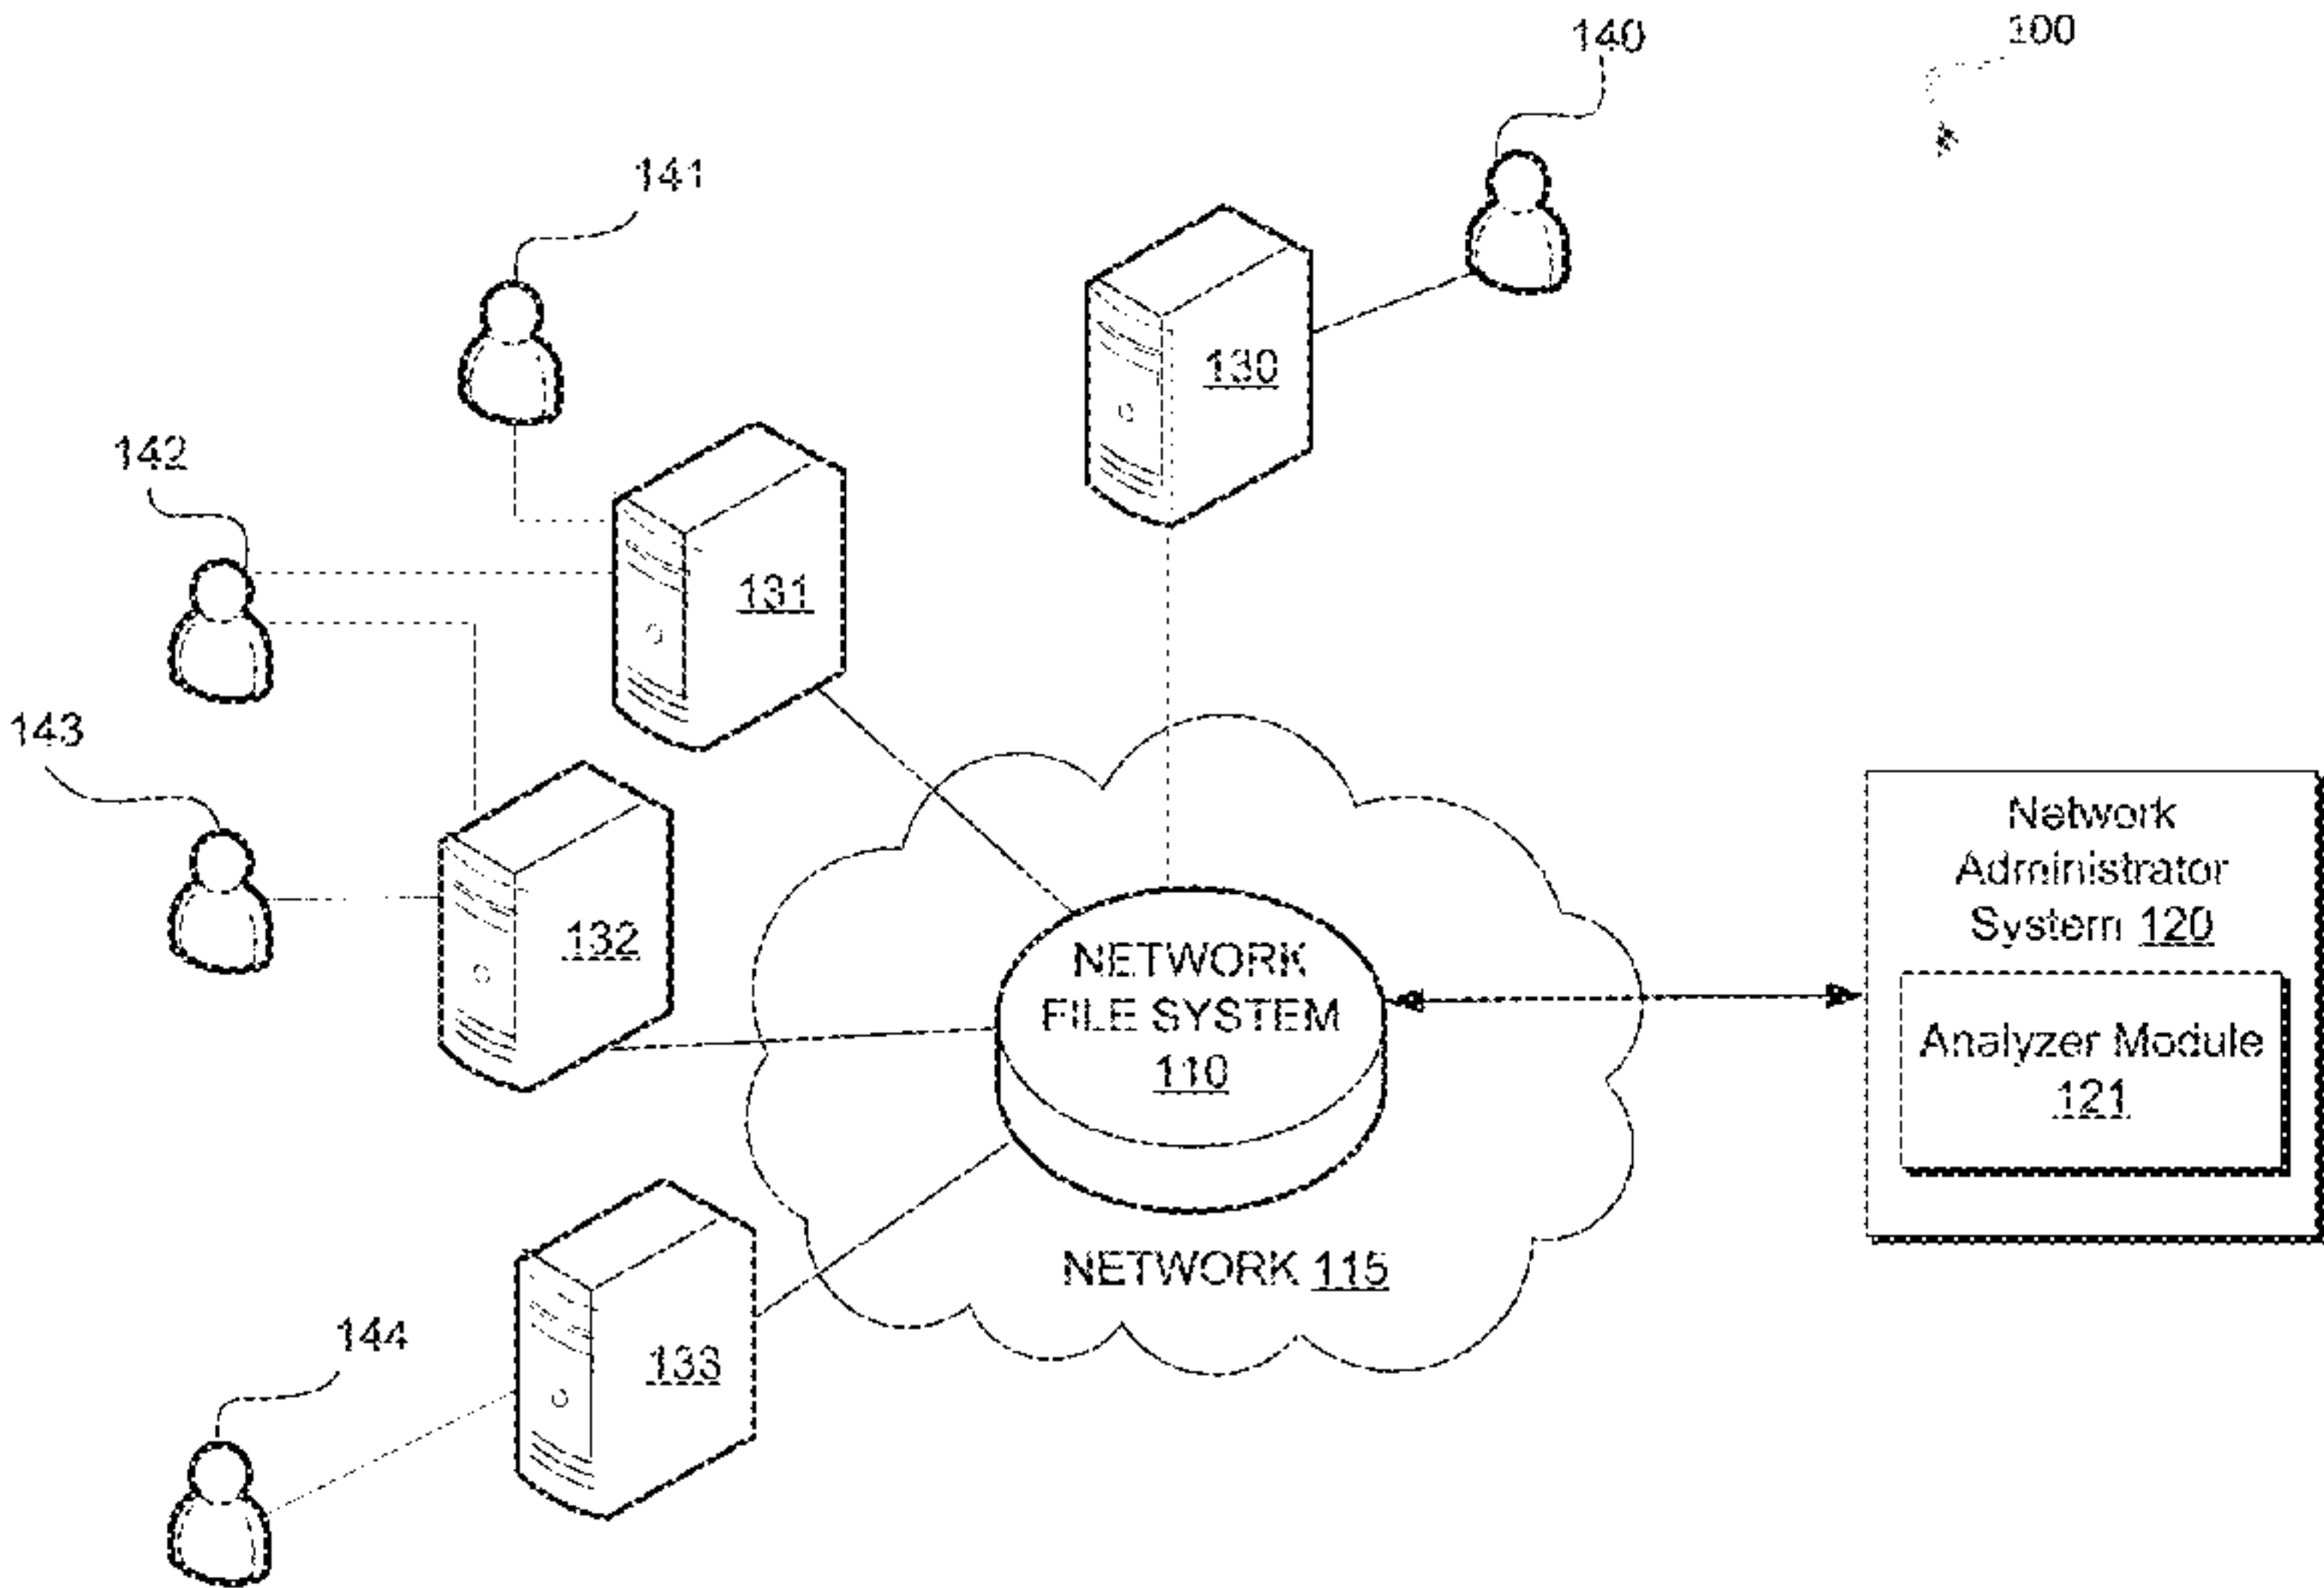 100
140
141
130
142
131
143
132
Network
Administrator
System 120
Analyzer Module
121
NETWORK
FILE SYSTEM
110
NETWORK 115
133
144